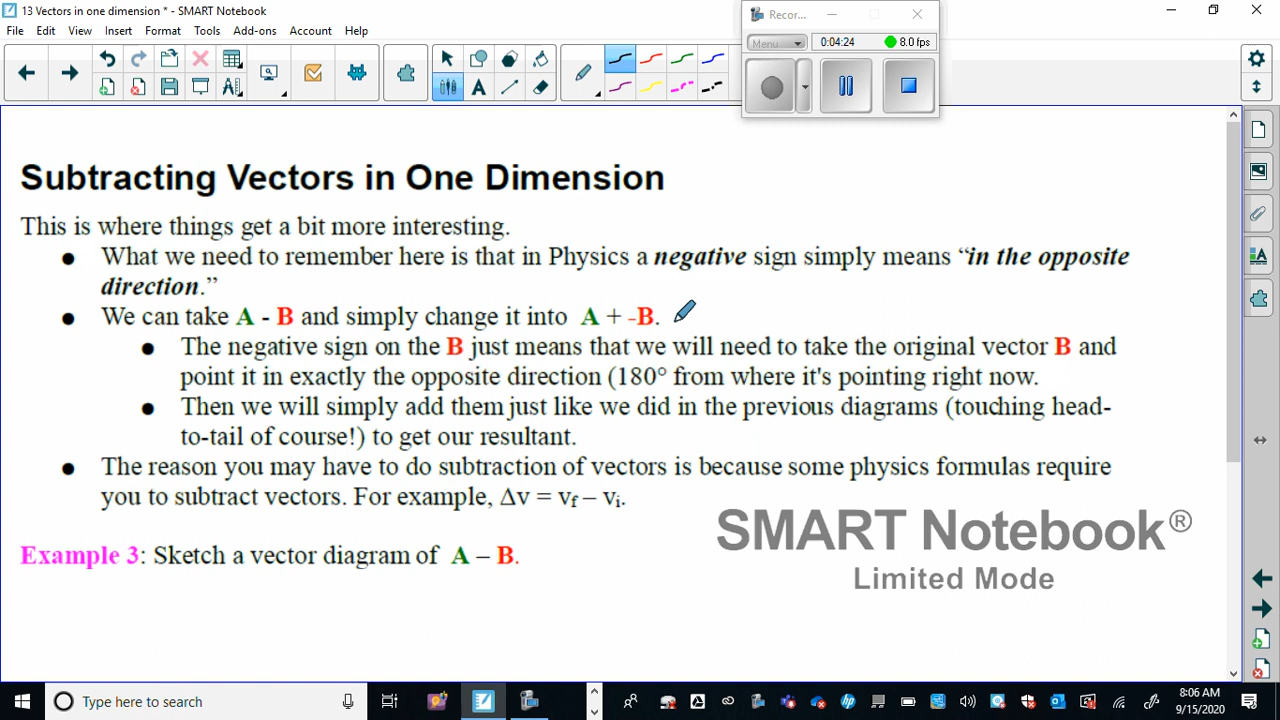 13 Vectors in one dimension * - SMART Notebook
Recor...
File Edit View Insert Format Tools Add-ons Account Help
Menu
0:04:24
8.0 fps
Subtracting Vectors in One Dimension
This is where things get a bit more interesting.
● What we need to remember here is that in Physics a negative sign simply means “in the opposite
direction.”
● We can take A - B and simply change it into A + -B.
● The negative sign on the B just means that we will need to take the original vector B and
point it in exactly the opposite direction (180° from where it's pointing right now.
● Then we will simply add them just like we did in the previous diagrams (touching head-
to-tail of course!) to get our resultant.
● The reason you may have to do subtraction of vectors is because some physics formulas require
you to subtract vectors. For example, Δv = vf – vi.
SMART Notebook®
Limited Mode
Example 3: Sketch a vector diagram of A – B.
Type here to search
8:06 AM
9/15/2020